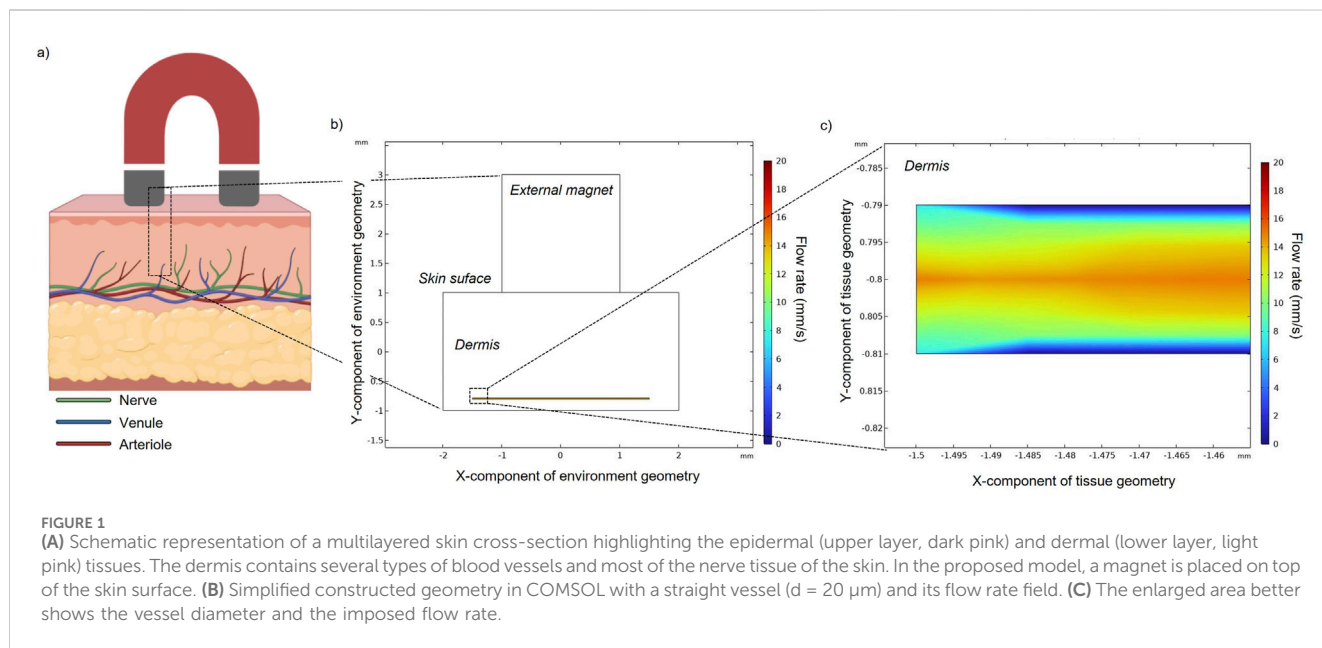 a)
Nerve
Venule
Arteriole
b)
mm
3
2.5
2
1.5
1
0.5
0
0.5
-1
-1.5
-2
-1
0
1
2
mm
External magnet
Skin suface
Dermis
Y-component of environment geometry
X-component of environment geometry
20
18
16
14
12
10
8
6
4
2
0
Flow rate (mm/s)
c)
mm
Dermis
-0.785
-0.79
0.795
-0.8
0.805
-0.81
0.815
-0.82
-1.5
-1.495
-1.49
-1.485
-1.48
-1.475
-1.47
-1.465
-1.46
mm
Y-component of tissue geometry
X-component of tissue geometry
20
18
16
14
12
10
8
6
4
2
0
Flow rate (mm/s)
FIGURE 1
(A) Schematic representation of a multilayered skin cross-section highlighting the epidermal (upper layer, dark pink) and dermal (lower layer, light
pink) tissues. The dermis contains several types of blood vessels and most of the nerve tissue of the skin. In the proposed model, a magnet is placed on top
of the skin surface. (B) Simplified constructed geometry in COMSOL with a straight vessel (d = 20 μm) and its flow rate field. (C) The enlarged area better
shows the vessel diameter and the imposed flow rate.